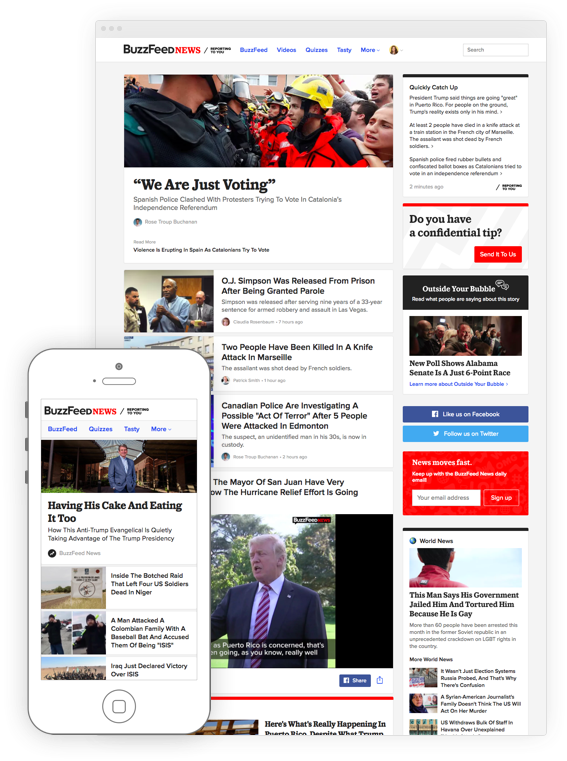 BuzzFeedNEWS / REPORTING TO YOU
BuzzFeed Videos Quizzes Tasty More
Search
“We Are Just Voting”
Spanish Police Clashed With Protesters Trying To Vote In Catalonia's
Independence Referendum
Rose Troup Buchanan
Read More
Violence Is Erupting In Spain As Catalonians Try To Vote
O.J. Simpson Was Released From Prison
After Being Granted Parole
Simpson was released after serving nine years of a 33-year
sentence for armed robbery and assault in Las Vegas.
Claudia Rosenbaum • 7 hours ago
Two People Have Been Killed In A Knife
Attack In Marseille
The assailant was shot dead by French soldiers.
Patrick Smith • 1 hour ago
Canadian Police Are Investigating A
Possible "Act Of Terror" After 5 People
Were Attacked In Edmonton
The suspect, an unidentified man in his 30s, is now in
custody.
Rose Troup Buchanan • 2 hours ago
The Mayor Of San Juan Have Very
ow The Hurricane Relief Effort Is Going
BuzzFeedNEWS
as Puerto Rico is concerned, that's
en going, as you know, really well
Share
Here's What's Really Happening In
Puerto Rico, Despite What Trump
Quickly Catch Up
President Trump said things are going "great"
in Puerto Rico. For people on the ground,
Trump's reality exists only in his mind. ›
At least 2 people have died in a knife attack at
a train station in the French city of Marseille.
The assailant was shot dead by French
soldiers. ›
Spanish police fired rubber bullets and
confiscated ballot boxes as Catalonians tried to
vote in an independence referendum ›
2 minutes ago / REPORTING TO YOU
Do you have
a confidential tip?
Send It To Us
Outside Your Bubble
Read what people are saying about this story
New Poll Shows Alabama
Senate Is A Just 6-Point Race
Learn more about Outside Your Bubble ›
Like us on Facebook
Follow us on Twitter
News moves fast.
Keep up with the BuzzFeed News daily
email!
Your email address Sign up
World News
This Man Says His Government
Jailed Him And Tortured Him
Because He Is Gay
More than 60 people have been arrested this
month in the former Soviet republic in an
unprecedented crackdown on LGBT rights in
the country.
More World News
It Wasn't Just Election Systems
Russia Probed, And That's Why
There's Confusion
A Syrian-American Journalist's
Family Doesn't Think The US Will
Act On Her Murder
US Withdraws Bulk Of Staff In
Havana Over Unexplained
BuzzFeedNEWS / REPORTING TO YOU
BuzzFeed Quizzes Tasty More
Having His Cake And Eating
It Too
How This Anti-Trump Evangelical Is Quietly
Taking Advantage of The Trump Presidency
BuzzFeed News
Inside The Botched Raid
That Left Four US Soldiers
Dead In Niger
A Man Attacked A
Colombian Family With A
Baseball Bat And Accused
Them Of Being "ISIS"
Iraq Just Declared Victory
Over ISIS